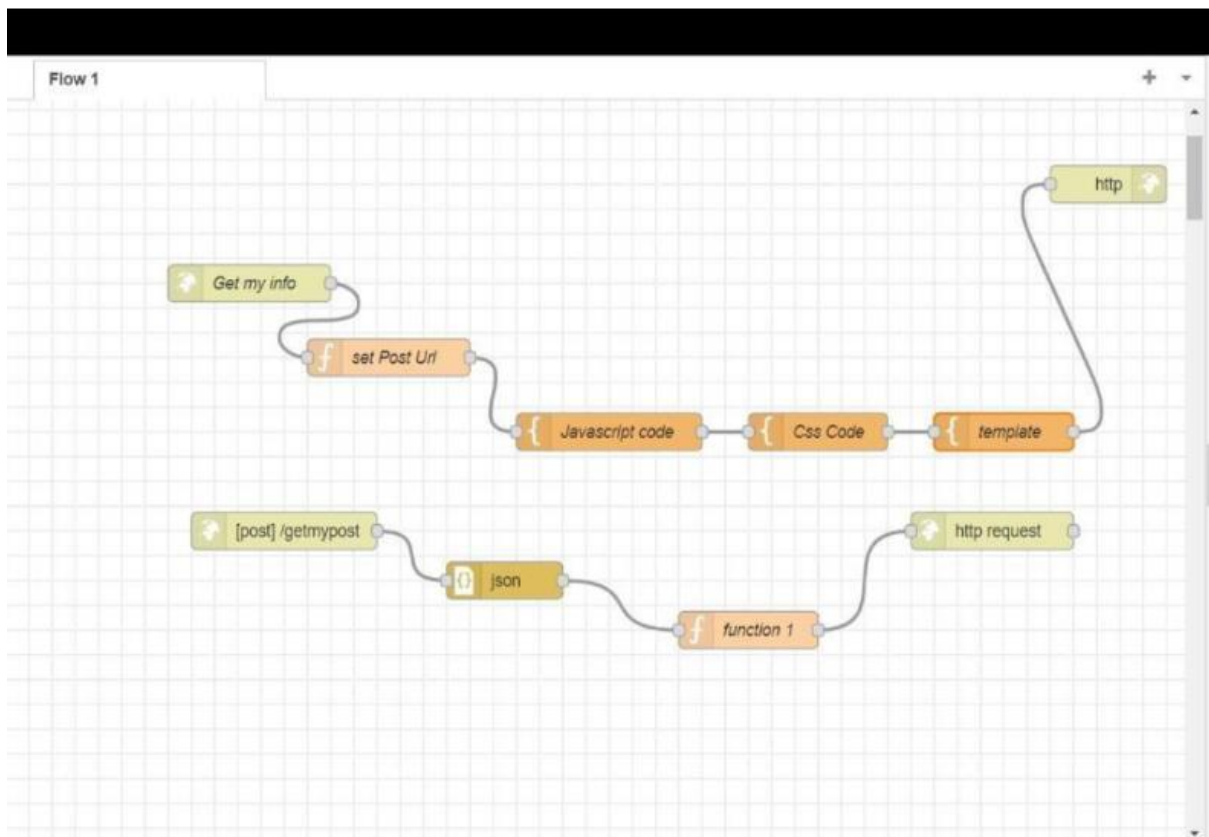 Flow 1
http
Get my info
set Post Url
Javascript code
Css Code
template
[post] /getmypost
http request
json
function 1